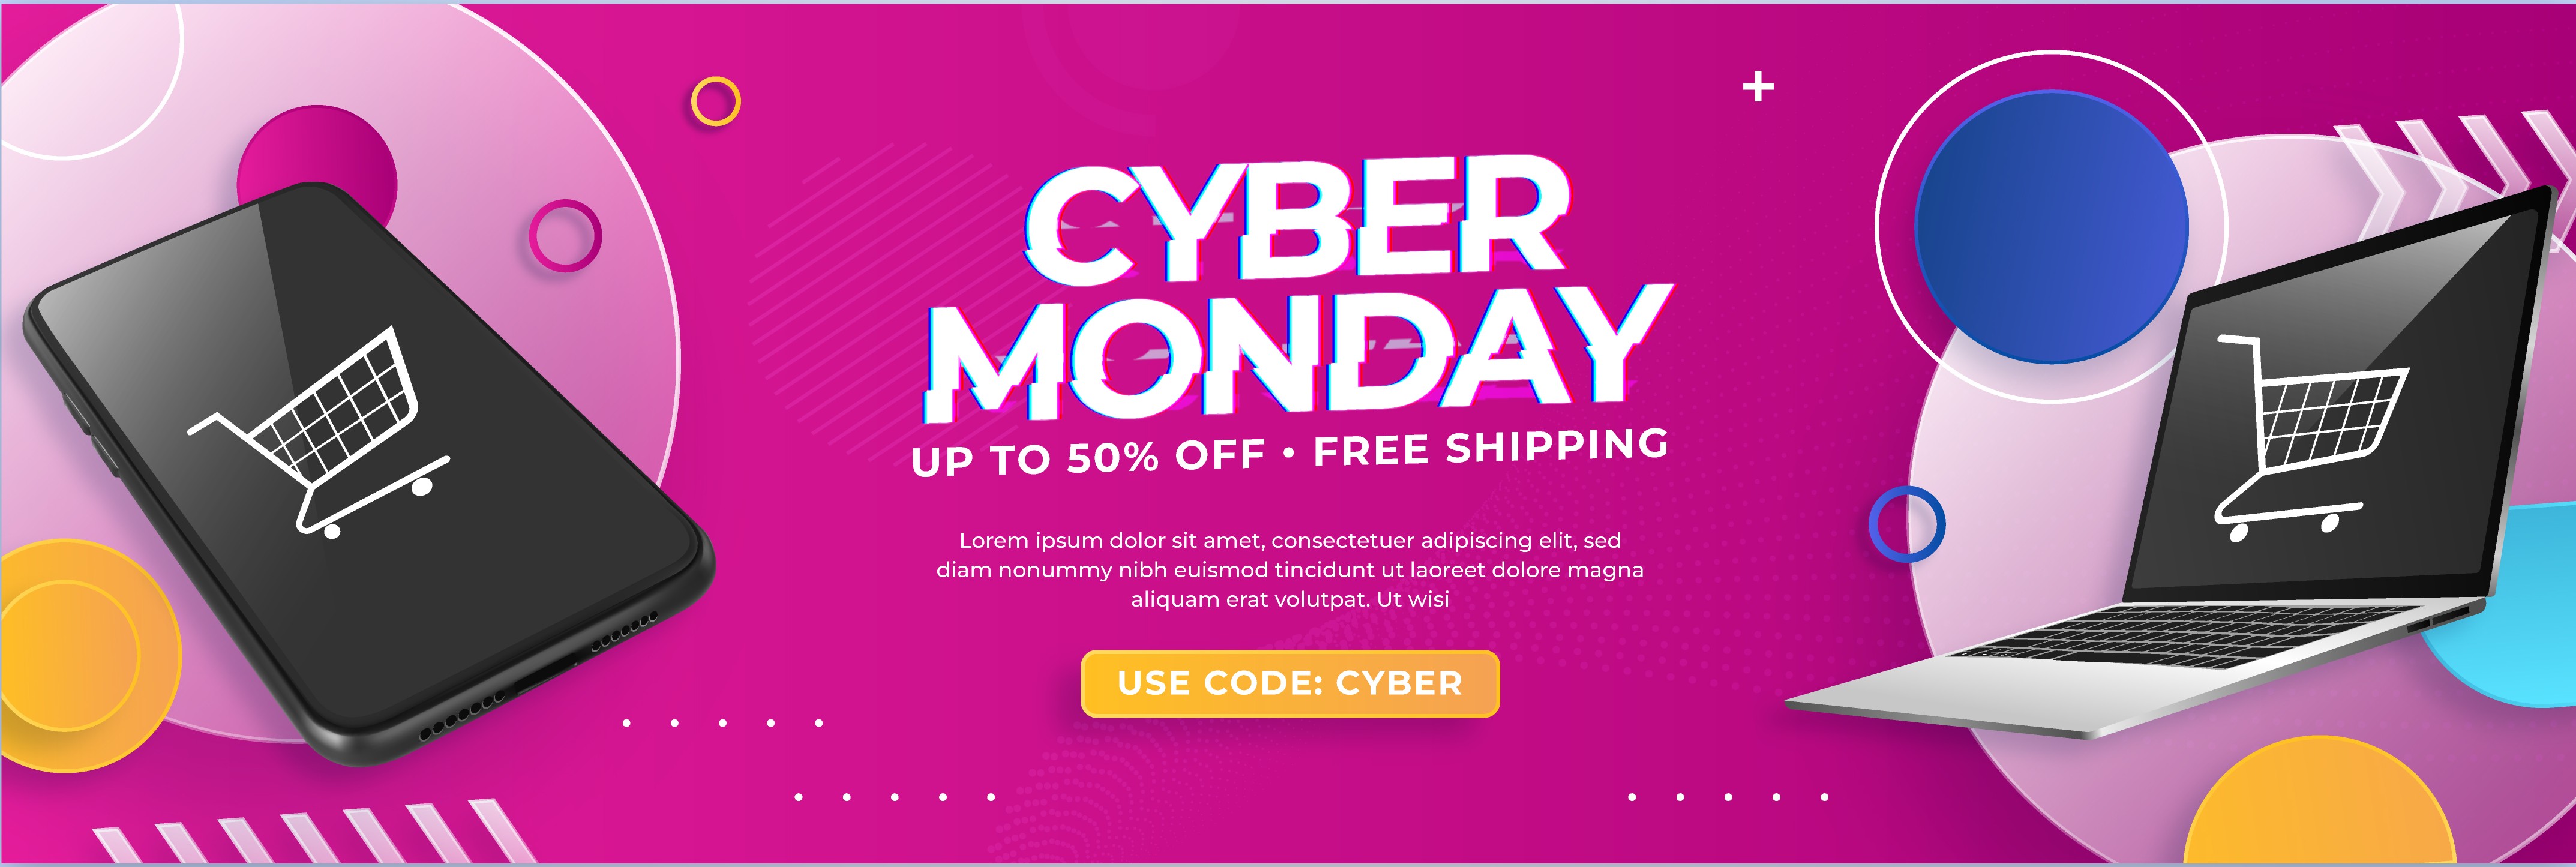 CYBER
MONDAY
UP TO 50% OFF • FREE SHIPPING
Lorem ipsum dolor sit amet, consectetuer adipiscing elit, sed
diam nonummy nibh euismod tincidunt ut laoreet dolore magna
aliquam erat volutpat. Ut wisi
USE CODE: CYBER